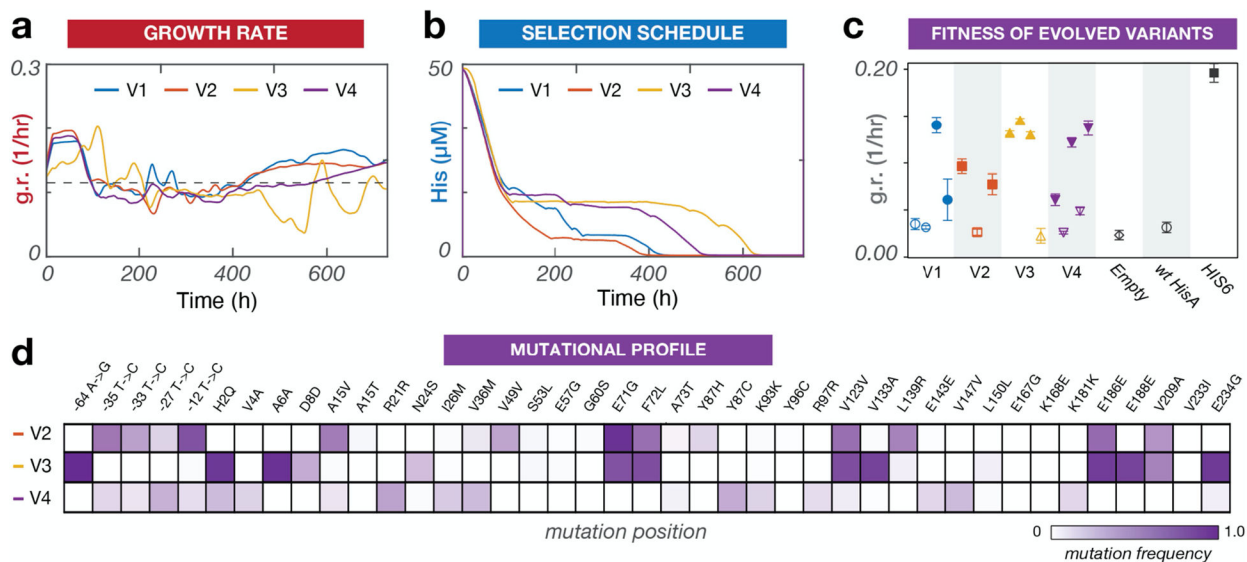 a
GROWTH RATE
0.3
V1 V2 V3 V4
g.r. (1/hr)
0
0 200 400 600
Time (h)
b
SELECTION SCHEDULE
50
V1 V2 V3 V4
His (µM)
0
0 200 400 600
Time (h)
c
FITNESS OF EVOLVED VARIANTS
0.20
g.r. (1/hr)
0.00
V1 V2 V3 V4 Empty wt HisA HIS6
d
MUTATIONAL PROFILE
-64 A->G -35 T->C -33 T->C -27 T->C -12 T->C H2Q V4A A6A D8D A15V A15T R21R N24S I26M V36M V49V S53L E57G G60S E71G F72L A73T Y87H Y87C K93K Y96C R97R V123V V133A L139R E143E V147V L150L E167G K168E K181K E186E E188E V209A V233I E234G
V2
V3
V4
mutation position
0 1.0
mutation frequency